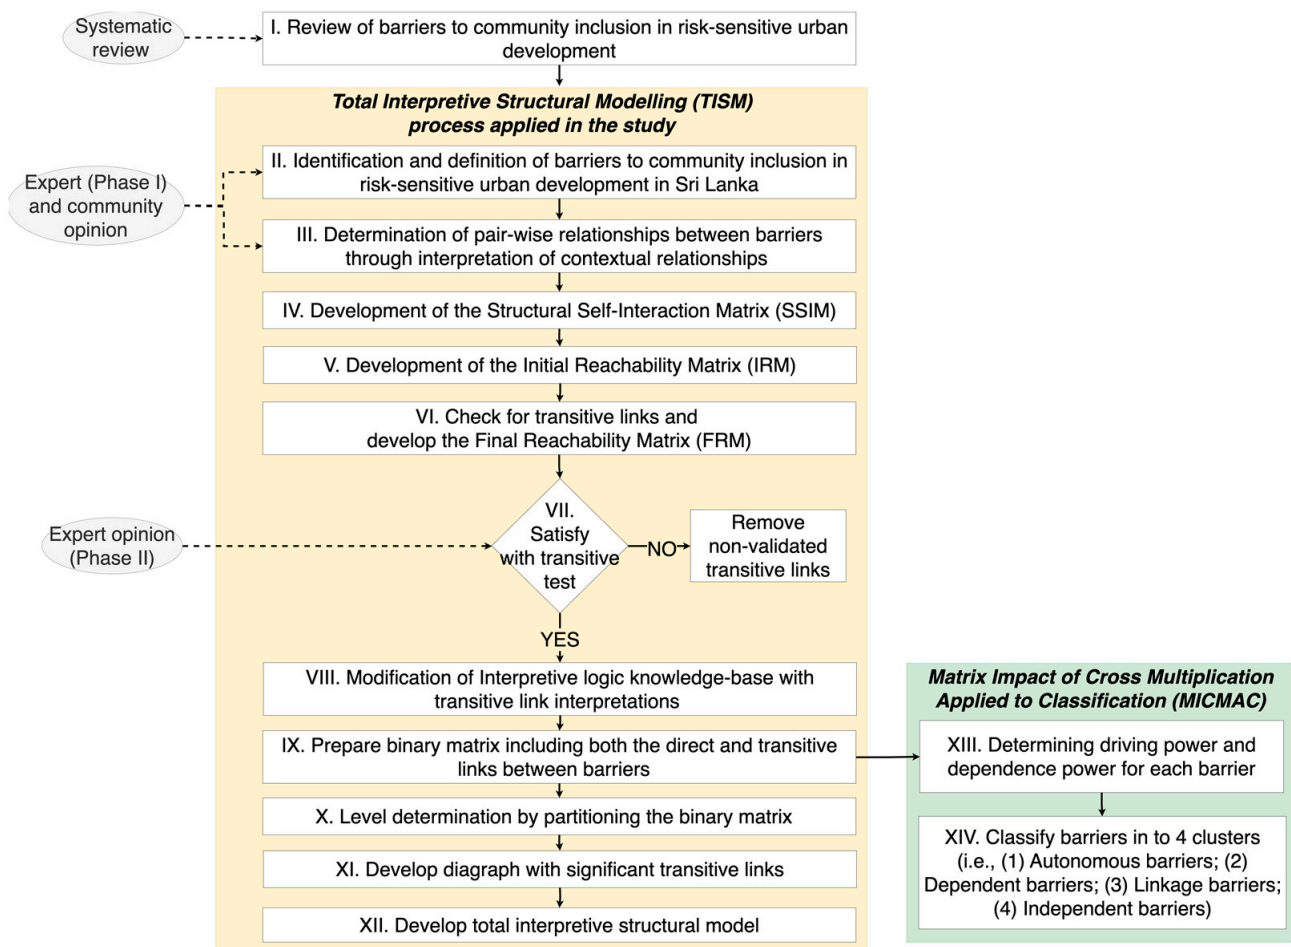 Systematic
review
I. Review of barriers to community inclusion in risk-sensitive urban
development
Total Interpretive Structural Modelling (TISM)
process applied in the study
Expert (Phase I)
and community
opinion
II. Identification and definition of barriers to community inclusion in
risk-sensitive urban development in Sri Lanka
III. Determination of pair-wise relationships between barriers
through interpretation of contextual relationships
IV. Development of the Structural Self-Interaction Matrix (SSIM)
V. Development of the Initial Reachability Matrix (IRM)
VI. Check for transitive links and
develop the Final Reachability Matrix (FRM)
Expert opinion
(Phase II)
VII.
Satisfy
with transitive
test
NO
Remove
non-validated
transitive links
YES
VIII. Modification of Interpretive logic knowledge-base with
transitive link interpretations
IX. Prepare binary matrix including both the direct and transitive
links between barriers
X. Level determination by partitioning the binary matrix
XI. Develop diagraph with significant transitive links
XII. Develop total interpretive structural model
Matrix Impact of Cross Multiplication
Applied to Classification (MICMAC)
XIII. Determining driving power and
dependence power for each barrier
XIV. Classify barriers in to 4 clusters
(i.e., (1) Autonomous barriers; (2)
Dependent barriers; (3) Linkage barriers;
(4) Independent barriers)